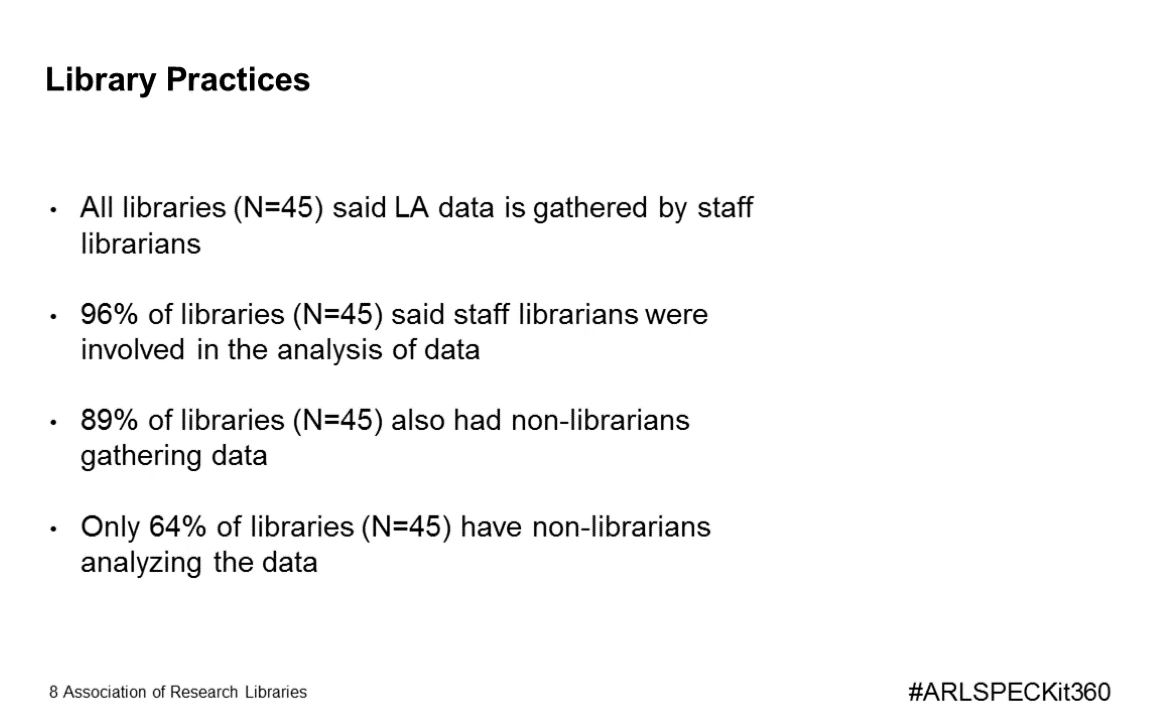 Library Practices
• All libraries (N=45) said LA data is gathered by staff
librarians
• 96% of libraries (N=45) said staff librarians were
involved in the analysis of data
• 89% of libraries (N=45) also had non-librarians
gathering data
• Only 64% of libraries (N=45) have non-librarians
analyzing the data
8 Association of Research Libraries
#ARLSPECKit360